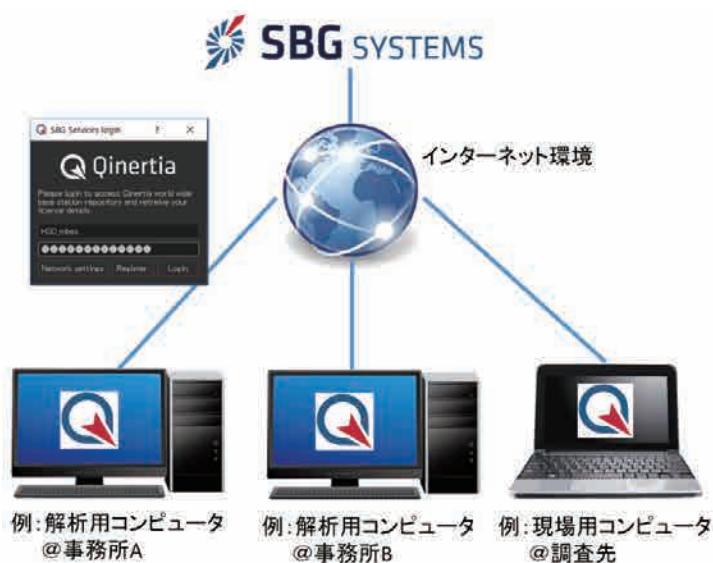 SBG SYSTEMS
SBG Services login ? ×
Qinertia
Please login to access Qinertia world wide
base station repository and retreive your
license details.
Network settings Register Login
インターネット環境
例:解析用コンピュータ
@事務所A
例:解析用コンピュータ
@事務所B
例:現場用コンピュータ
@調査先